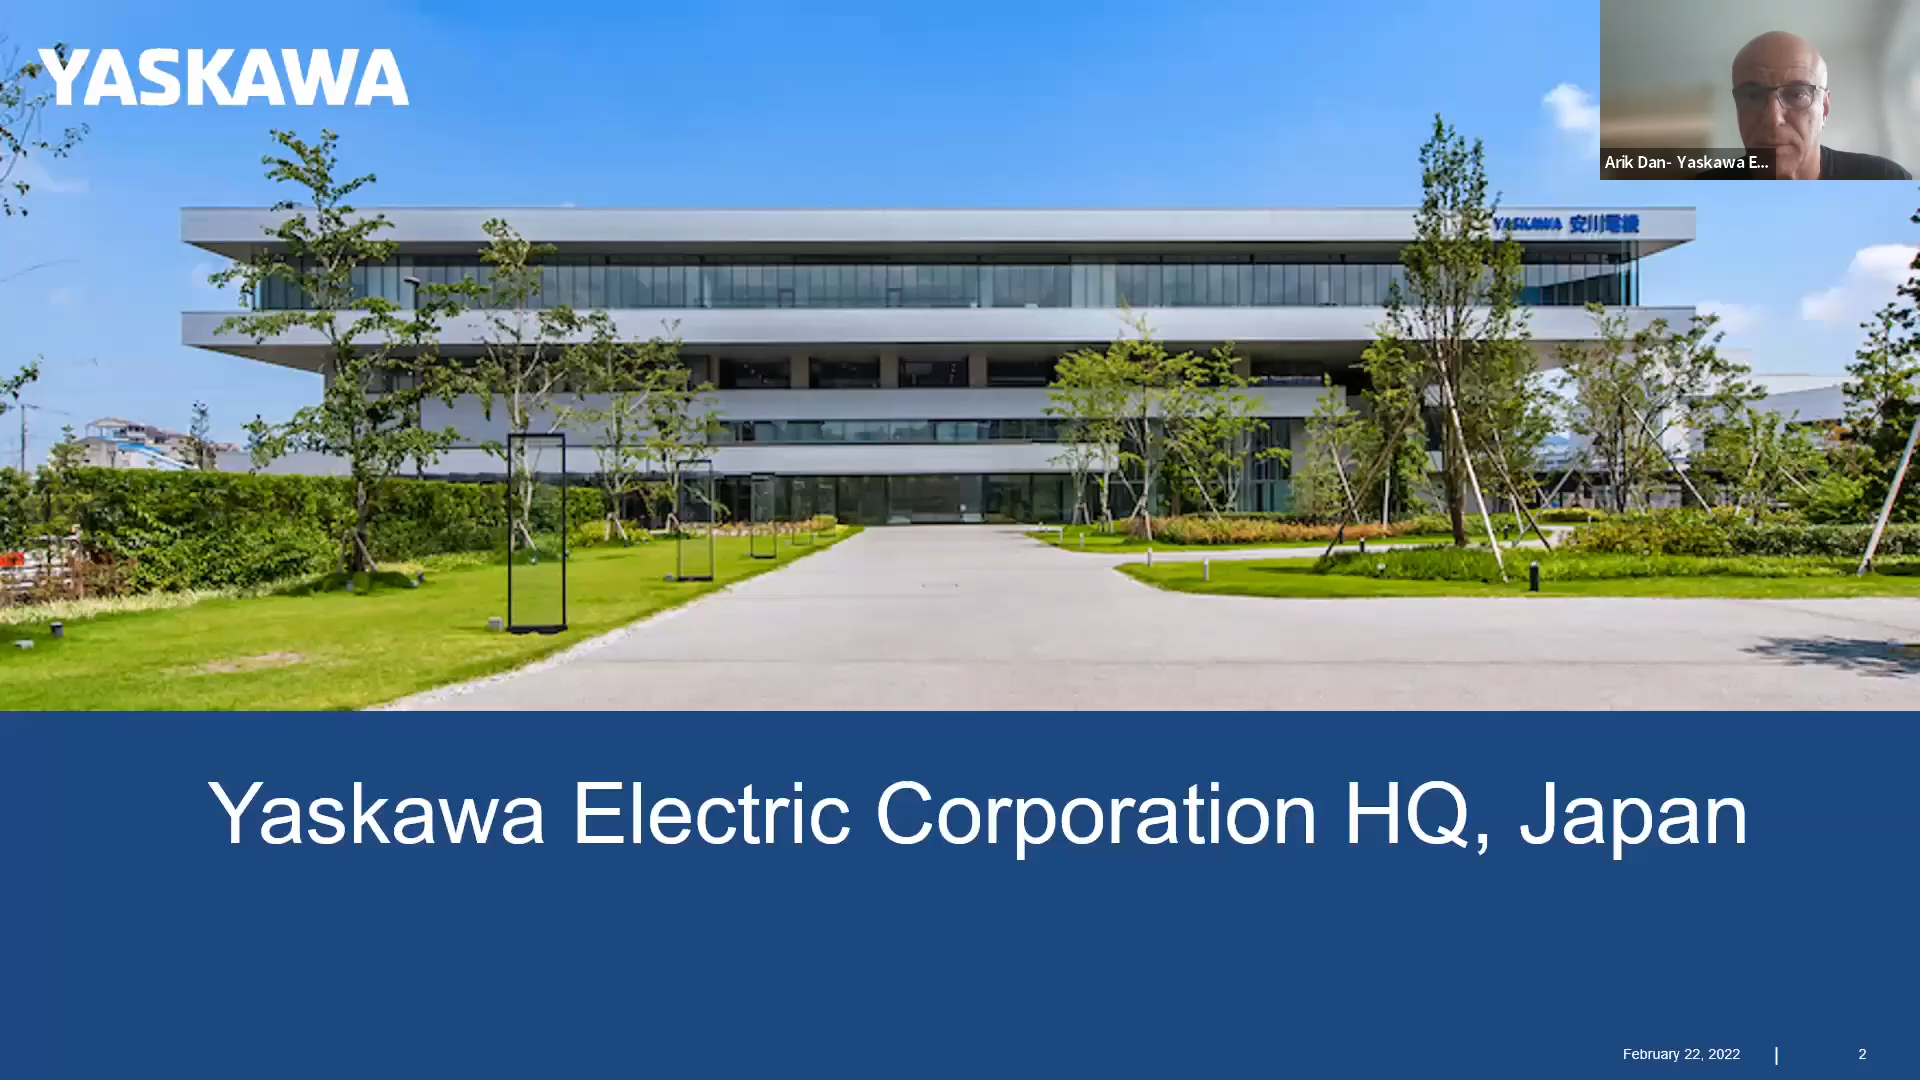 YASKAWA
Arik Dan- Yaskawa E...
YASKAWA 安川電機
Yaskawa Electric Corporation HQ, Japan
February 22, 2022 | 2